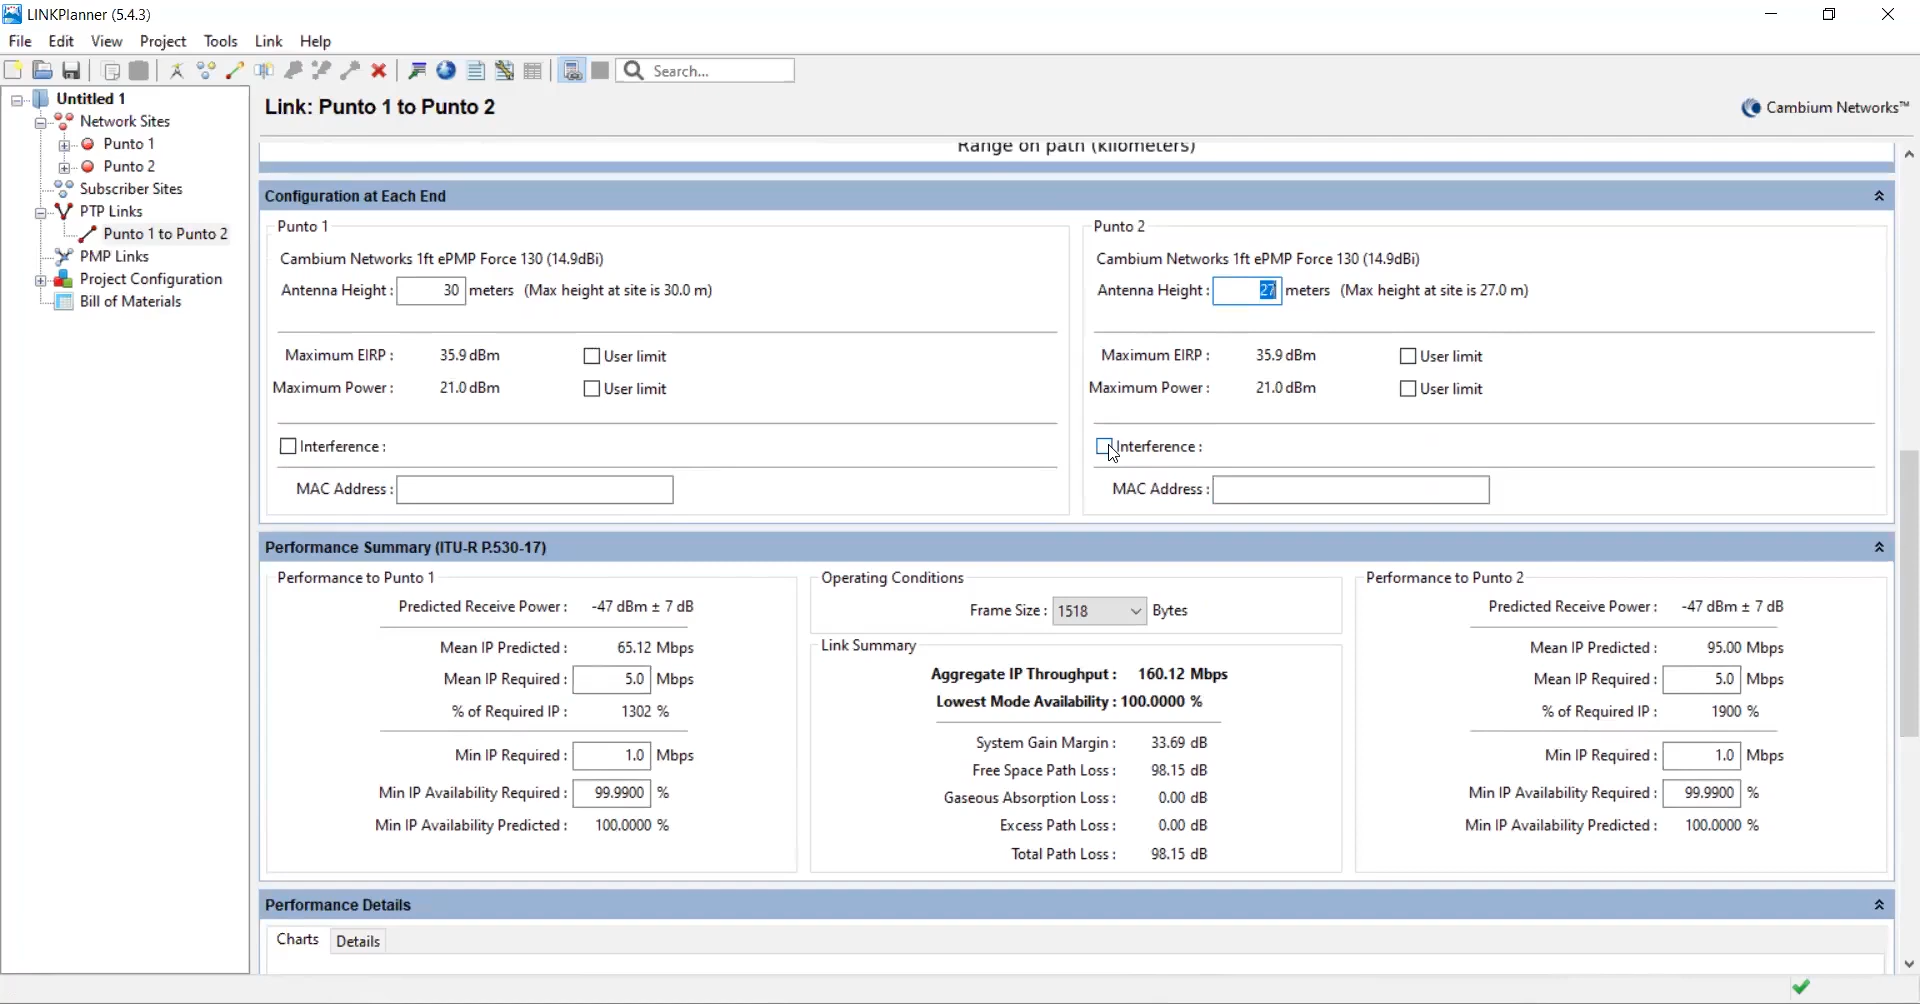 LINKPlanner (5.4.3)
File Edit View Project Tools Link Help
Search...
Untitled 1
Network Sites
Punto 1
Punto 2
Subscriber Sites
PTP Links
Punto 1 to Punto 2
PMP Links
Project Configuration
Bill of Materials
Link: Punto 1 to Punto 2
Cambium Networks™
Range on path (kilometers)
Configuration at Each End
Punto 1
Cambium Networks 1ft ePMP Force 130 (14.9dBi)
Antenna Height : 30 meters (Max height at site is 30.0 m)
Maximum EIRP : 35.9 dBm User limit
Maximum Power : 21.0 dBm User limit
Interference :
MAC Address :
Punto 2
Cambium Networks 1ft ePMP Force 130 (14.9dBi)
Antenna Height : 27 meters (Max height at site is 27.0 m)
Maximum EIRP : 35.9 dBm User limit
Maximum Power : 21.0 dBm User limit
Interference :
MAC Address :
Performance Summary (ITU-R P.530-17)
Performance to Punto 1
Predicted Receive Power : -47 dBm ± 7 dB
Mean IP Predicted : 65.12 Mbps
Mean IP Required : 5.0 Mbps
% of Required IP : 1302 %
Min IP Required : 1.0 Mbps
Min IP Availability Required : 99.9900 %
Min IP Availability Predicted : 100.0000 %
Operating Conditions
Frame Size : 1518 Bytes
Link Summary
Aggregate IP Throughput : 160.12 Mbps
Lowest Mode Availability : 100.0000 %
System Gain Margin : 33.69 dB
Free Space Path Loss : 98.15 dB
Gaseous Absorption Loss : 0.00 dB
Excess Path Loss : 0.00 dB
Total Path Loss : 98.15 dB
Performance to Punto 2
Predicted Receive Power : -47 dBm ± 7 dB
Mean IP Predicted : 95.00 Mbps
Mean IP Required : 5.0 Mbps
% of Required IP : 1900 %
Min IP Required : 1.0 Mbps
Min IP Availability Required : 99.9900 %
Min IP Availability Predicted : 100.0000 %
Performance Details
Charts Details